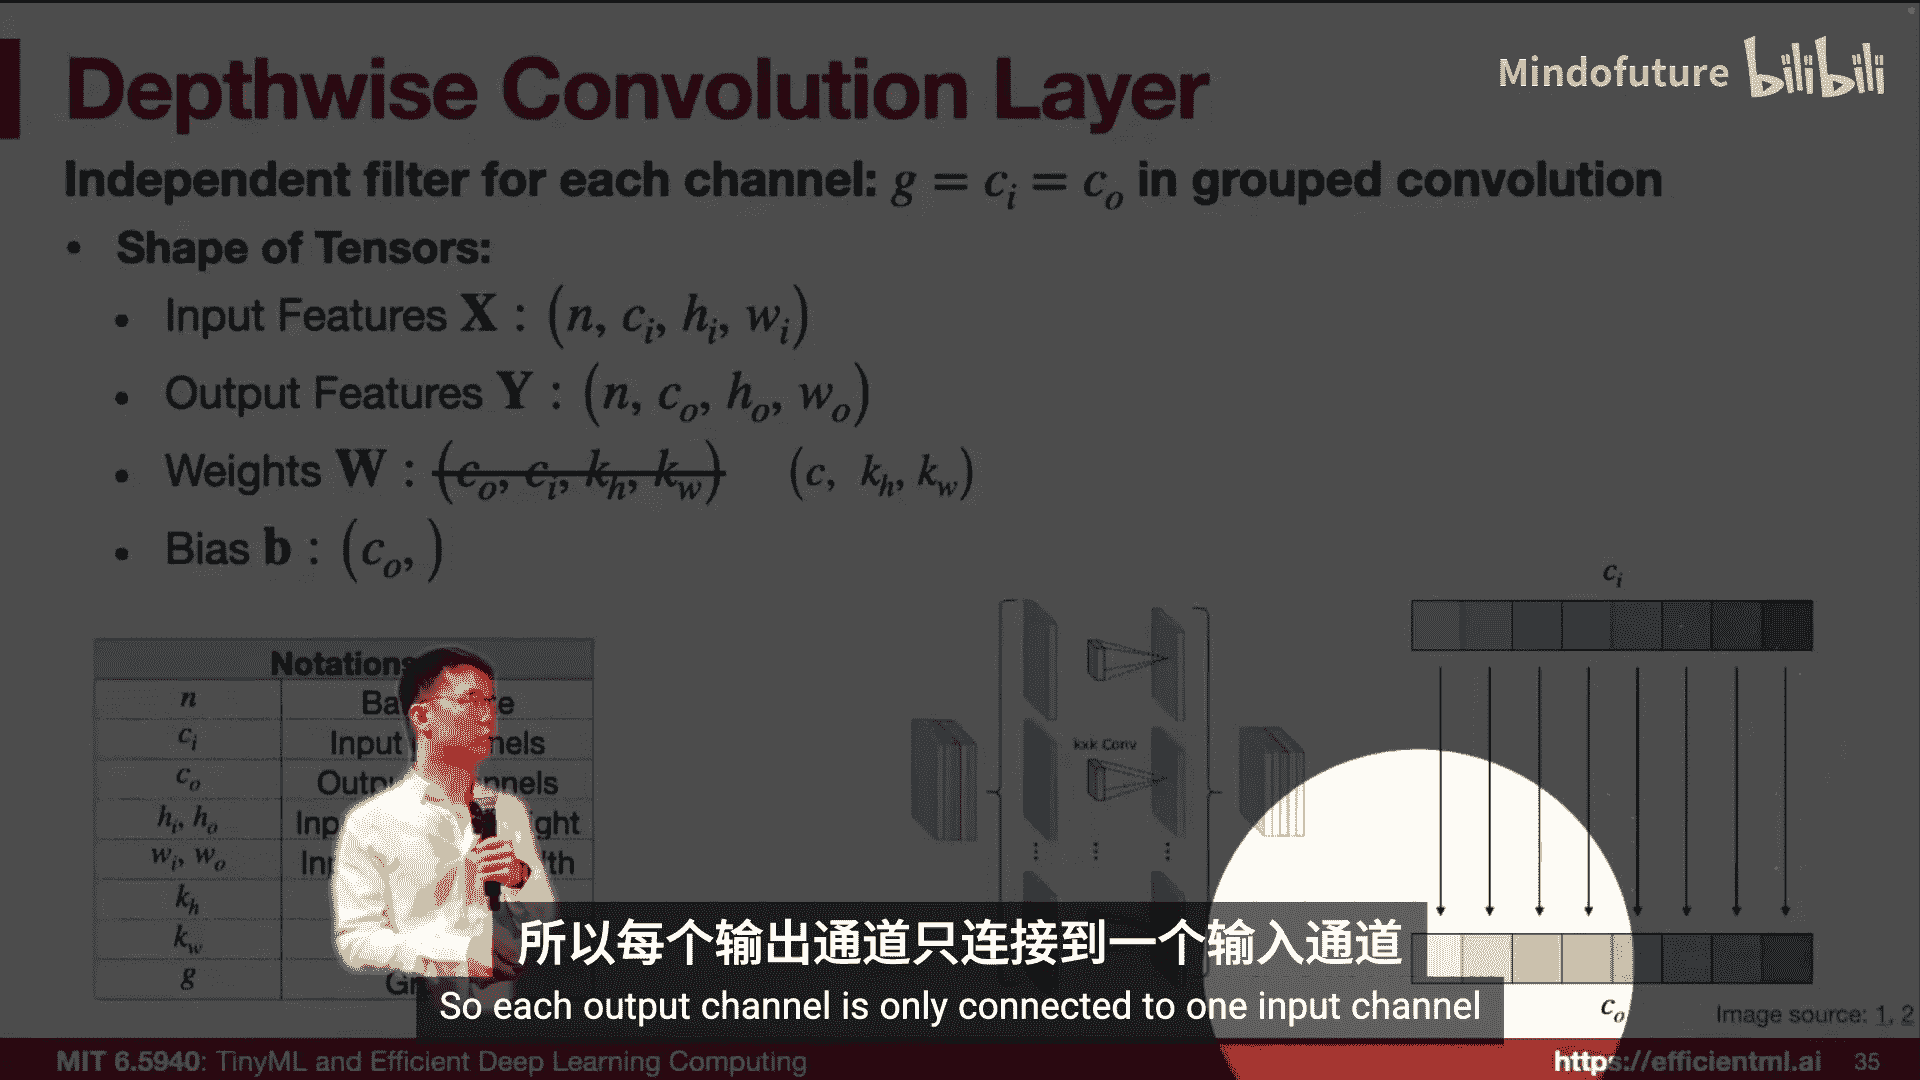 Mindofuture bilibili
Depthwise Convolution Layer
Independent filter for each channel: g = cᵢ = cₒ in grouped convolution
• Shape of Tensors:
• Input Features X : (n, cᵢ, hᵢ, wᵢ)
• Output Features Y : (n, cₒ, hₒ, wₒ)
• Weights W : (cₒ, cᵢ, kₕ, k_w) (c, kₕ, k_w)
• Bias b : (cₒ, )
Notations
n
cᵢ
cₒ
hᵢ, hₒ
wᵢ, wₒ
kₕ
k_w
g
kxk Conv
cᵢ
cₒ
Image source: 1, 2
所以每个输出通道只连接到一个输入通道
So each output channel is only connected to one input channel
MIT 6.5940: TinyML and Efficient Deep Learning Computing
https://efficientml.ai 35